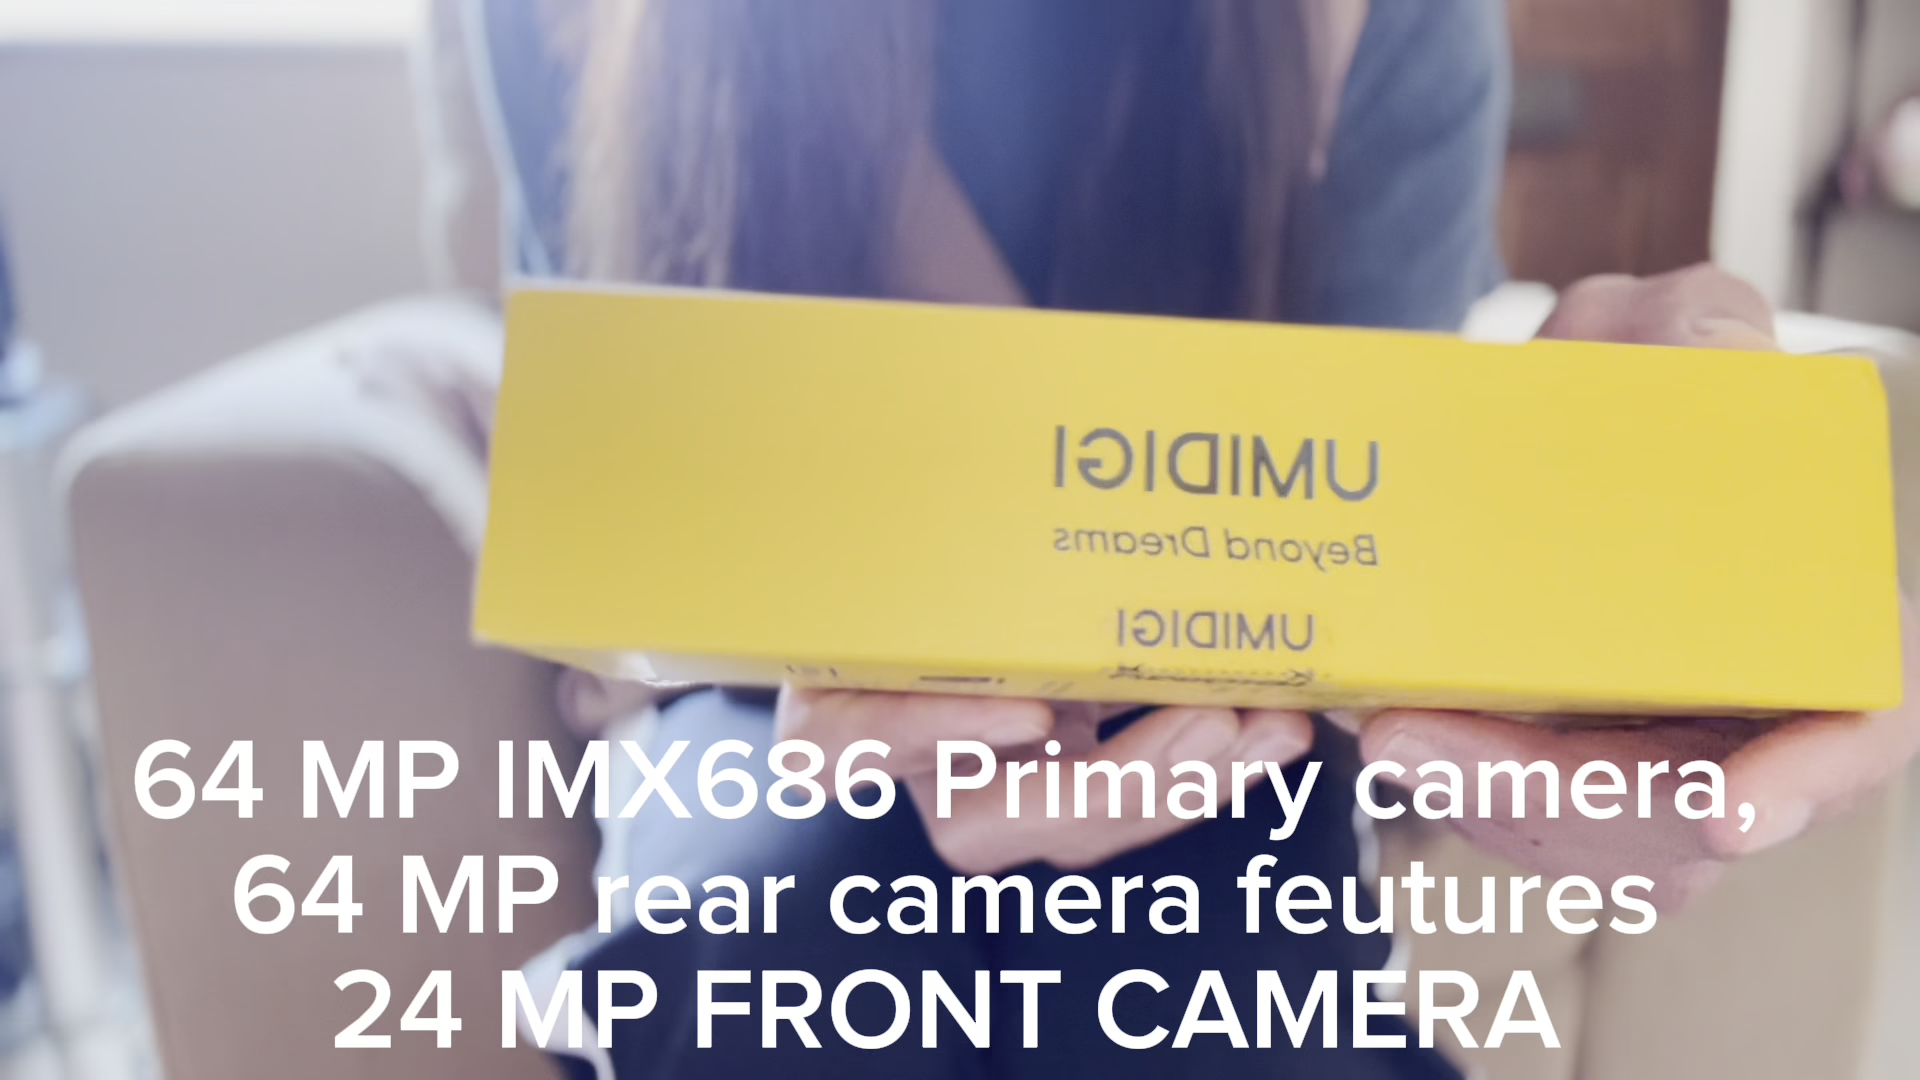 UMIDIGI
Beyond Dreams
UMIDIGI
64 MP IMX686 Primary camera,
64 MP rear camera feutures
24 MP FRONT CAMERA